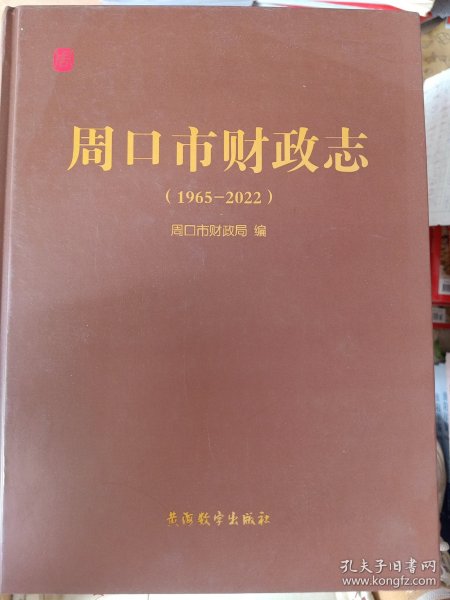 周口市财政志
(1965-2022)
周口市财政局 编
黄河数字出版社
孔夫子旧书网
www.kongfz.com